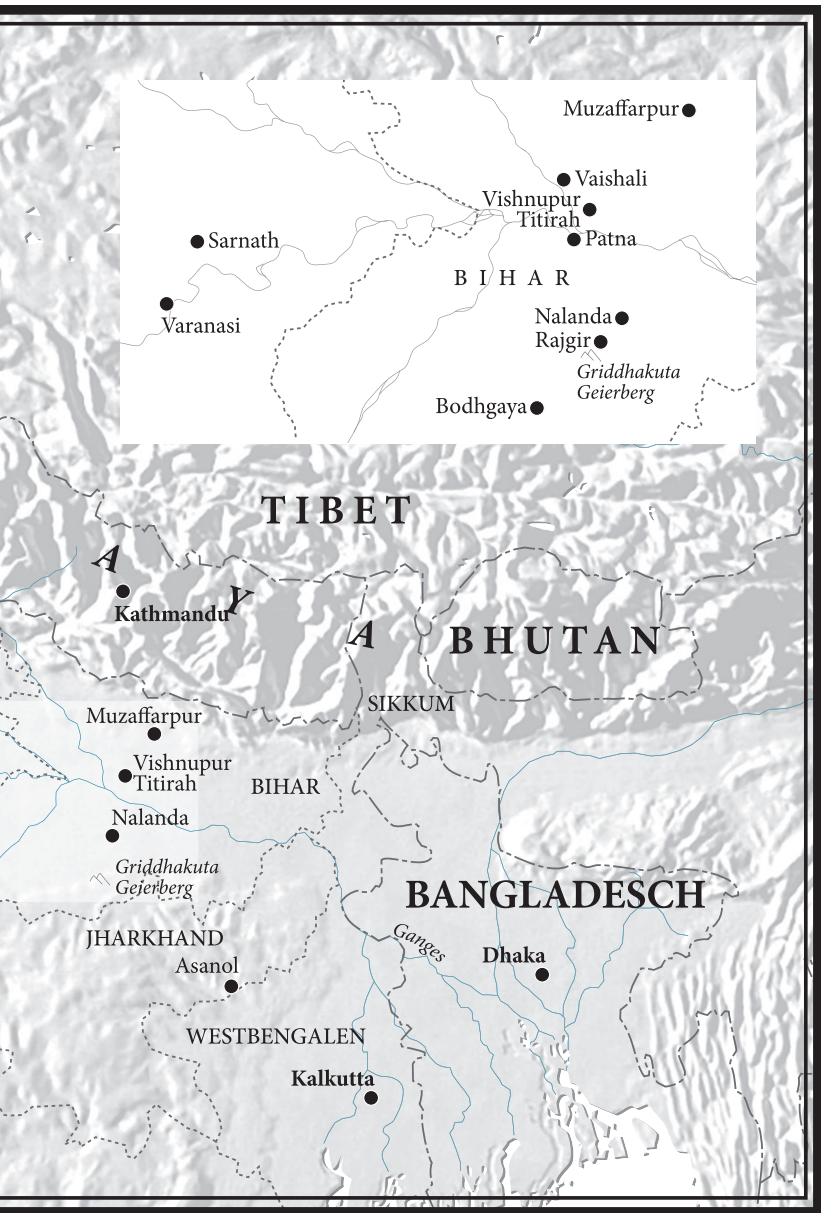 Muzaffarpur
Vaishali
Vishnupur
Titirah
Patna
Sarnath
BIHAR
Varanasi
Nalanda
Rajgir
Griddhakuta
Geierberg
Bodhgaya
TIBET
A
Y
A
Kathmandu
BHUTAN
SIKKUM
Muzaffarpur
Vishnupur
Titirah
BIHAR
Nalanda
Griddhakuta
Geierberg
BANGLADESCH
JHARKHAND
Ganges
Asanol
Dhaka
WESTBENGALEN
Kalkutta